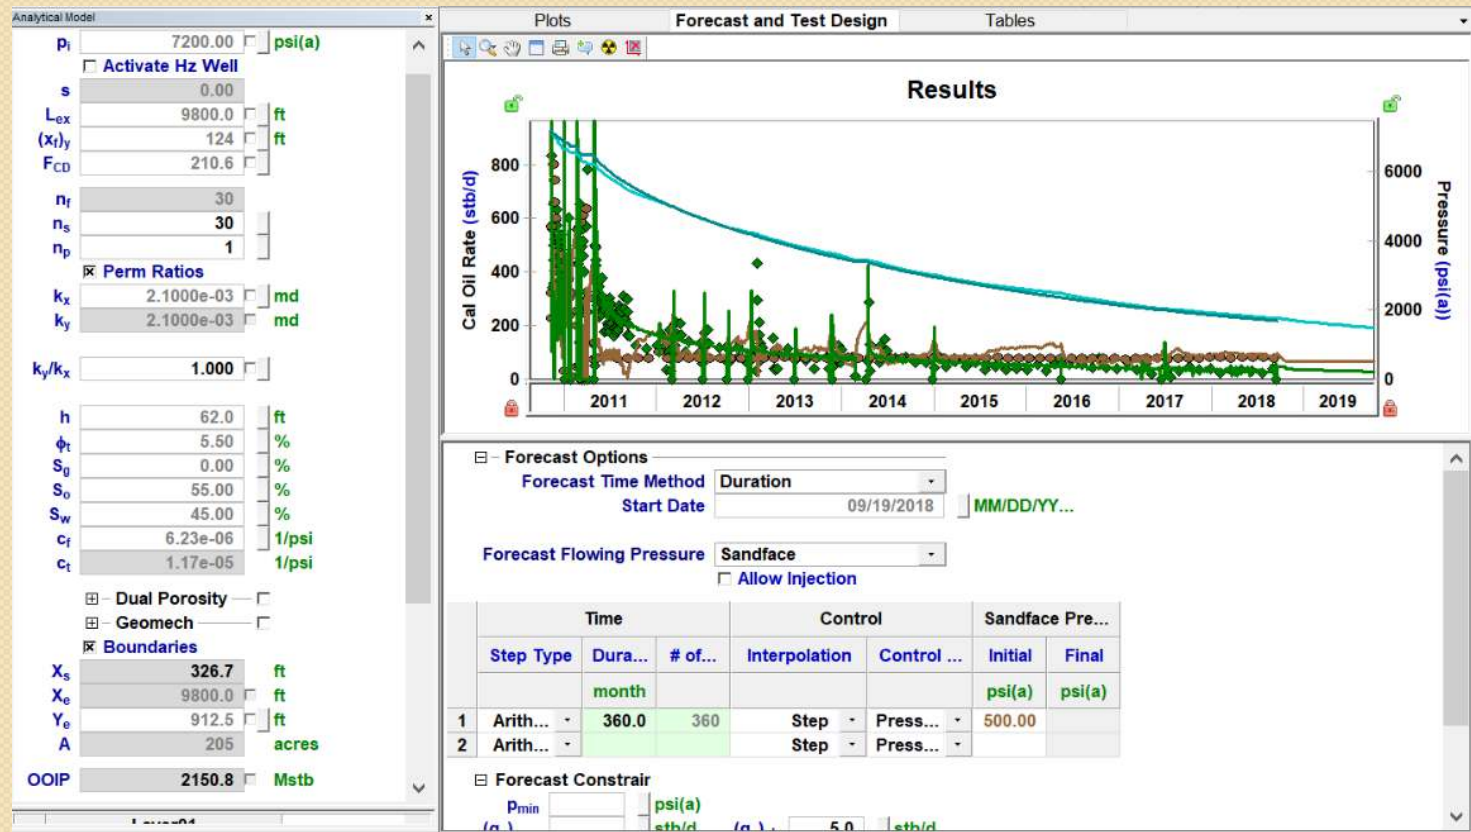 Analytical Model ×
pi 7200.00 psi(a)
Activate Hz Well
s 0.00
Lex 9800.0 ft
(xf)y 124 ft
FCD 210.6
nf 30
ns 30
np 1
Perm Ratios
kx 2.1000e-03 md
ky 2.1000e-03 md
ky/kx 1.000
h 62.0 ft
ϕt 5.50 %
Sg 0.00 %
So 55.00 %
Sw 45.00 %
cf 6.23e-06 1/psi
ct 1.17e-05 1/psi
Dual Porosity
Geomech
Boundaries
Xs 326.7 ft
Xe 9800.0 ft
Ye 912.5 ft
A 205 acres
OOIP 2150.8 Mstb
Plots Forecast and Test Design Tables
Results
Cal Oil Rate (stb/d)
800
600
400
200
0
6000
4000
2000
0
Pressure (psi(a))
2011 2012 2013 2014 2015 2016 2017 2018 2019
Forecast Options
Forecast Time Method Duration
Start Date 09/19/2018 MM/DD/YY...
Forecast Flowing Pressure Sandface
Allow Injection
Time Control Sandface Pre...
Step Type Dura... # of... Interpolation Control ... Initial Final
month psi(a) psi(a)
1 Arith... 360.0 360 Step Press... 500.00
2 Arith... Step Press...
Forecast Constrair
pmin psi(a)
stb/d 5.0 stb/d